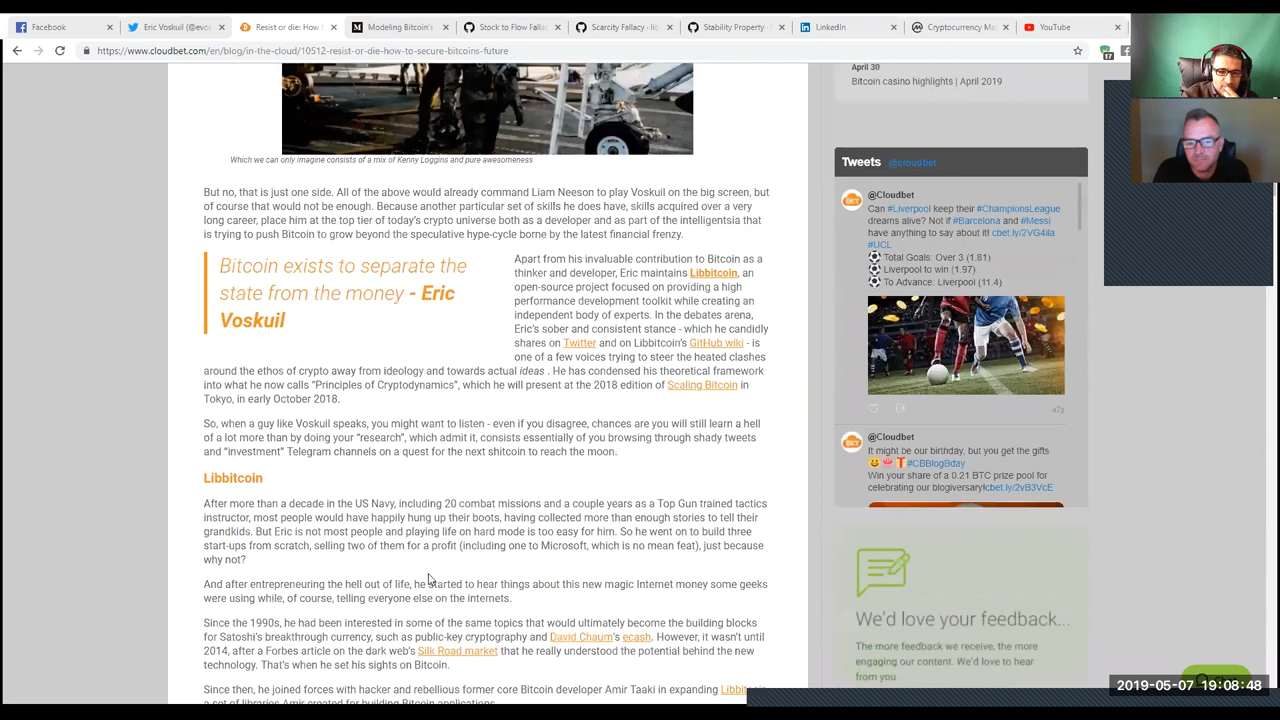 Facebook
Eric Voskuil (@evos
Resist or die: How
Modeling Bitcoin's
Stock to Flow Fallac
Scarcity Fallacy · lib
Stability Property ·
LinkedIn
Cryptocurrency Ma
YouTube
https://www.cloudbet.com/en/blog/in-the-cloud/10512-resist-or-die-how-to-secure-bitcoins-future
17
Which we can only imagine consists of a mix of Kenny Loggins and pure awesomeness
But no, that is just one side. All of the above would already command Liam Neeson to play Voskuil on the big screen, but
of course that would not be enough. Because another particular set of skills he does have, skills acquired over a very
long career, place him at the top tier of today's crypto universe both as a developer and as part of the intelligentsia that
is trying to push Bitcoin to grow beyond the speculative hype-cycle borne by the latest financial frenzy.
Bitcoin exists to separate the
state from the money - Eric
Voskuil
Apart from his invaluable contribution to Bitcoin as a
thinker and developer, Eric maintains Libbitcoin, an
open-source project focused on providing a high
performance development toolkit while creating an
independent body of experts. In the debates arena,
Eric's sober and consistent stance - which he candidly
shares on Twitter and on Libbitcoin's GitHub wiki - is
one of a few voices trying to steer the heated clashes
around the ethos of crypto away from ideology and towards actual ideas . He has condensed his theoretical framework
into what he now calls “Principles of Cryptodynamics”, which he will present at the 2018 edition of Scaling Bitcoin in
Tokyo, in early October 2018.
So, when a guy like Voskuil speaks, you might want to listen - even if you disagree, chances are you will still learn a hell
of a lot more than by doing your “research”, which admit it, consists essentially of you browsing through shady tweets
and “investment” Telegram channels on a quest for the next shitcoin to reach the moon.
Libbitcoin
After more than a decade in the US Navy, including 20 combat missions and a couple years as a Top Gun trained tactics
instructor, most people would have happily hung up their boots, having collected more than enough stories to tell their
grandkids. But Eric is not most people and playing life on hard mode is too easy for him. So he went on to build three
start-ups from scratch, selling two of them for a profit (including one to Microsoft, which is no mean feat), just because
why not?
And after entrepreneuring the hell out of life, he started to hear things about this new magic Internet money some geeks
were using while, of course, telling everyone else on the internets.
Since the 1990s, he had been interested in some of the same topics that would ultimately become the building blocks
for Satoshi's breakthrough currency, such as public-key cryptography and David Chaum's ecash. However, it wasn't until
2014, after a Forbes article on the dark web's Silk Road market that he really understood the potential behind the new
technology. That's when he set his sights on Bitcoin.
Since then, he joined forces with hacker and rebellious former core Bitcoin developer Amir Taaki in expanding Libbitcoin
a set of libraries Amir created for building Bitcoin applications.
April 30
Bitcoin casino highlights | April 2019
Tweets @cloudbet
BET
@Cloudbet
Can #Liverpool keep their #ChampionsLeague
dreams alive? Not if #Barcelona and #Messi
have anything to say about it! cbet.ly/2VG4ila
#UCL
Total Goals: Over 3 (1.81)
Liverpool to win (1.97)
To Advance: Liverpool (11.4)
BET
@Cloudbet
It might be our birthday, but you get the gifts
#CBBlogBday
Win your share of a 0.21 BTC prize pool for
celebrating our blogiversary!cbet.ly/2vB3VcE
We'd love your feedback...
The more feedback we receive, the more
engaging our content. We'd love to hear
from you
2019-05-07 19:08:48